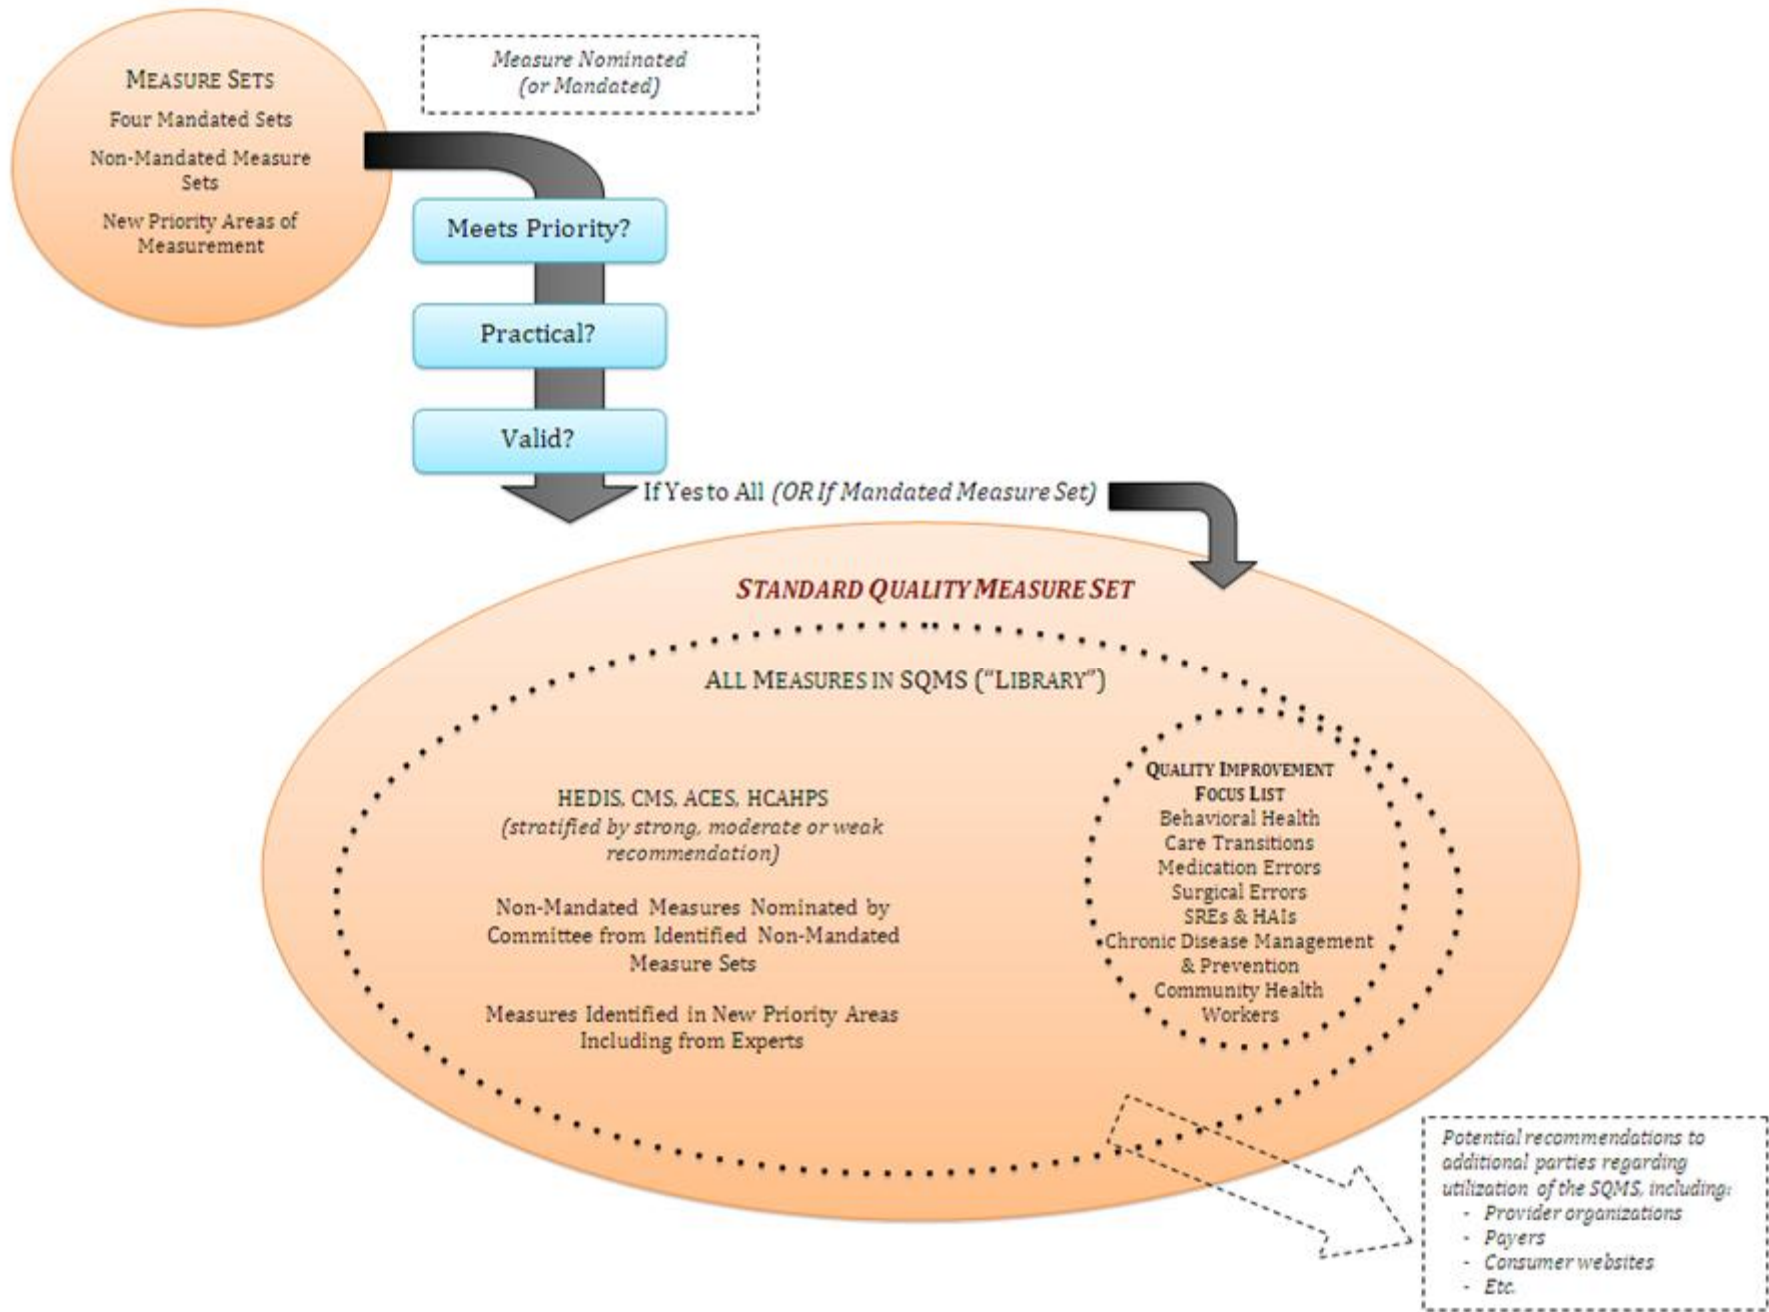 MEASURE SETS
Four Mandated Sets
Non-Mandated Measure
Sets
New Priority Areas of
Measurement
Measure Nominated
(or Mandated)
Meets Priority?
Practical?
Valid?
If Yes to All (OR If Mandated Measure Set)
STANDARD QUALITY MEASURE SET
ALL MEASURES IN SQMS (“LIBRARY”)
HEDIS, CMS, ACES, HCAHPS
(stratified by strong, moderate or weak
recommendation)
Non-Mandated Measures Nominated by
Committee from Identified Non-Mandated
Measure Sets
Measures Identified in New Priority Areas
Including from Experts
QUALITY IMPROVEMENT
FOCUS LIST
Behavioral Health
Care Transitions
Medication Errors
Surgical Errors
SREs & HAIs
Chronic Disease Management
& Prevention
Community Health
Workers
Potential recommendations to
additional parties regarding
utilization of the SQMS, including:
- Provider organizations
- Payers
- Consumer websites
- Etc.